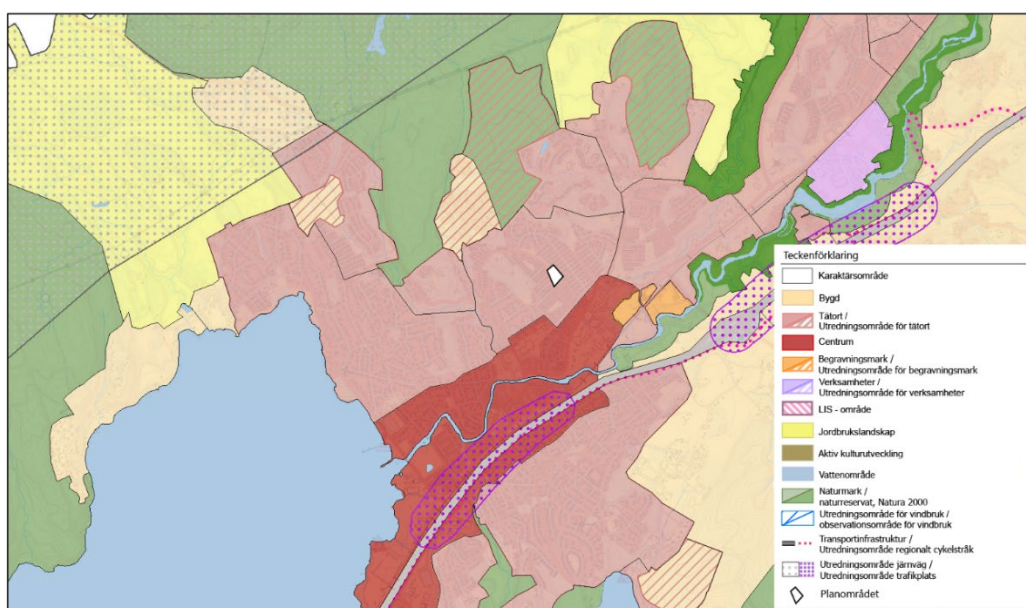 Teckenförklaring
Karaktärsområde
Bygd
Tätort /
Utredningsområde för tätort
Centrum
Begravningsmark /
Utredningsområde för begravningsmark
Verksamheter /
Utredningsområde för verksamheter
LIS - område
Jordbrukslandskap
Aktiv kulturutveckling
Vattenområde
Naturmark /
naturreservat, Natura 2000
Utredningsområde för vindbruk /
observationsområde för vindbruk
Transportinfrastruktur /
Utredningsområde regionalt cykelstråk
Utredningsområde järnväg /
Utredningsområde trafikplats
Planområdet